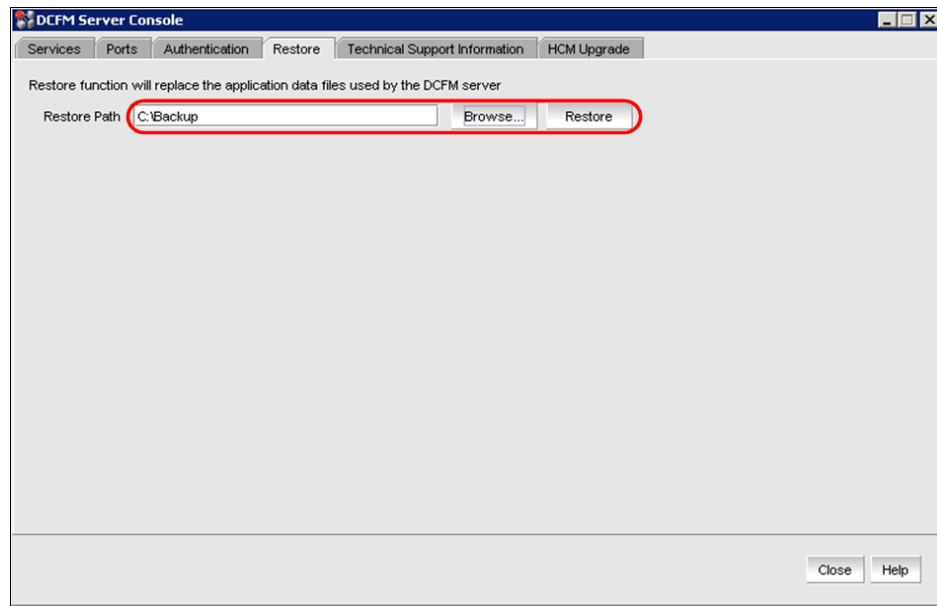 DCFM Server Console
Services Ports Authentication Restore Technical Support Information HCM Upgrade
Restore function will replace the application data files used by the DCFM server
Restore Path C:\Backup Browse... Restore
Close Help